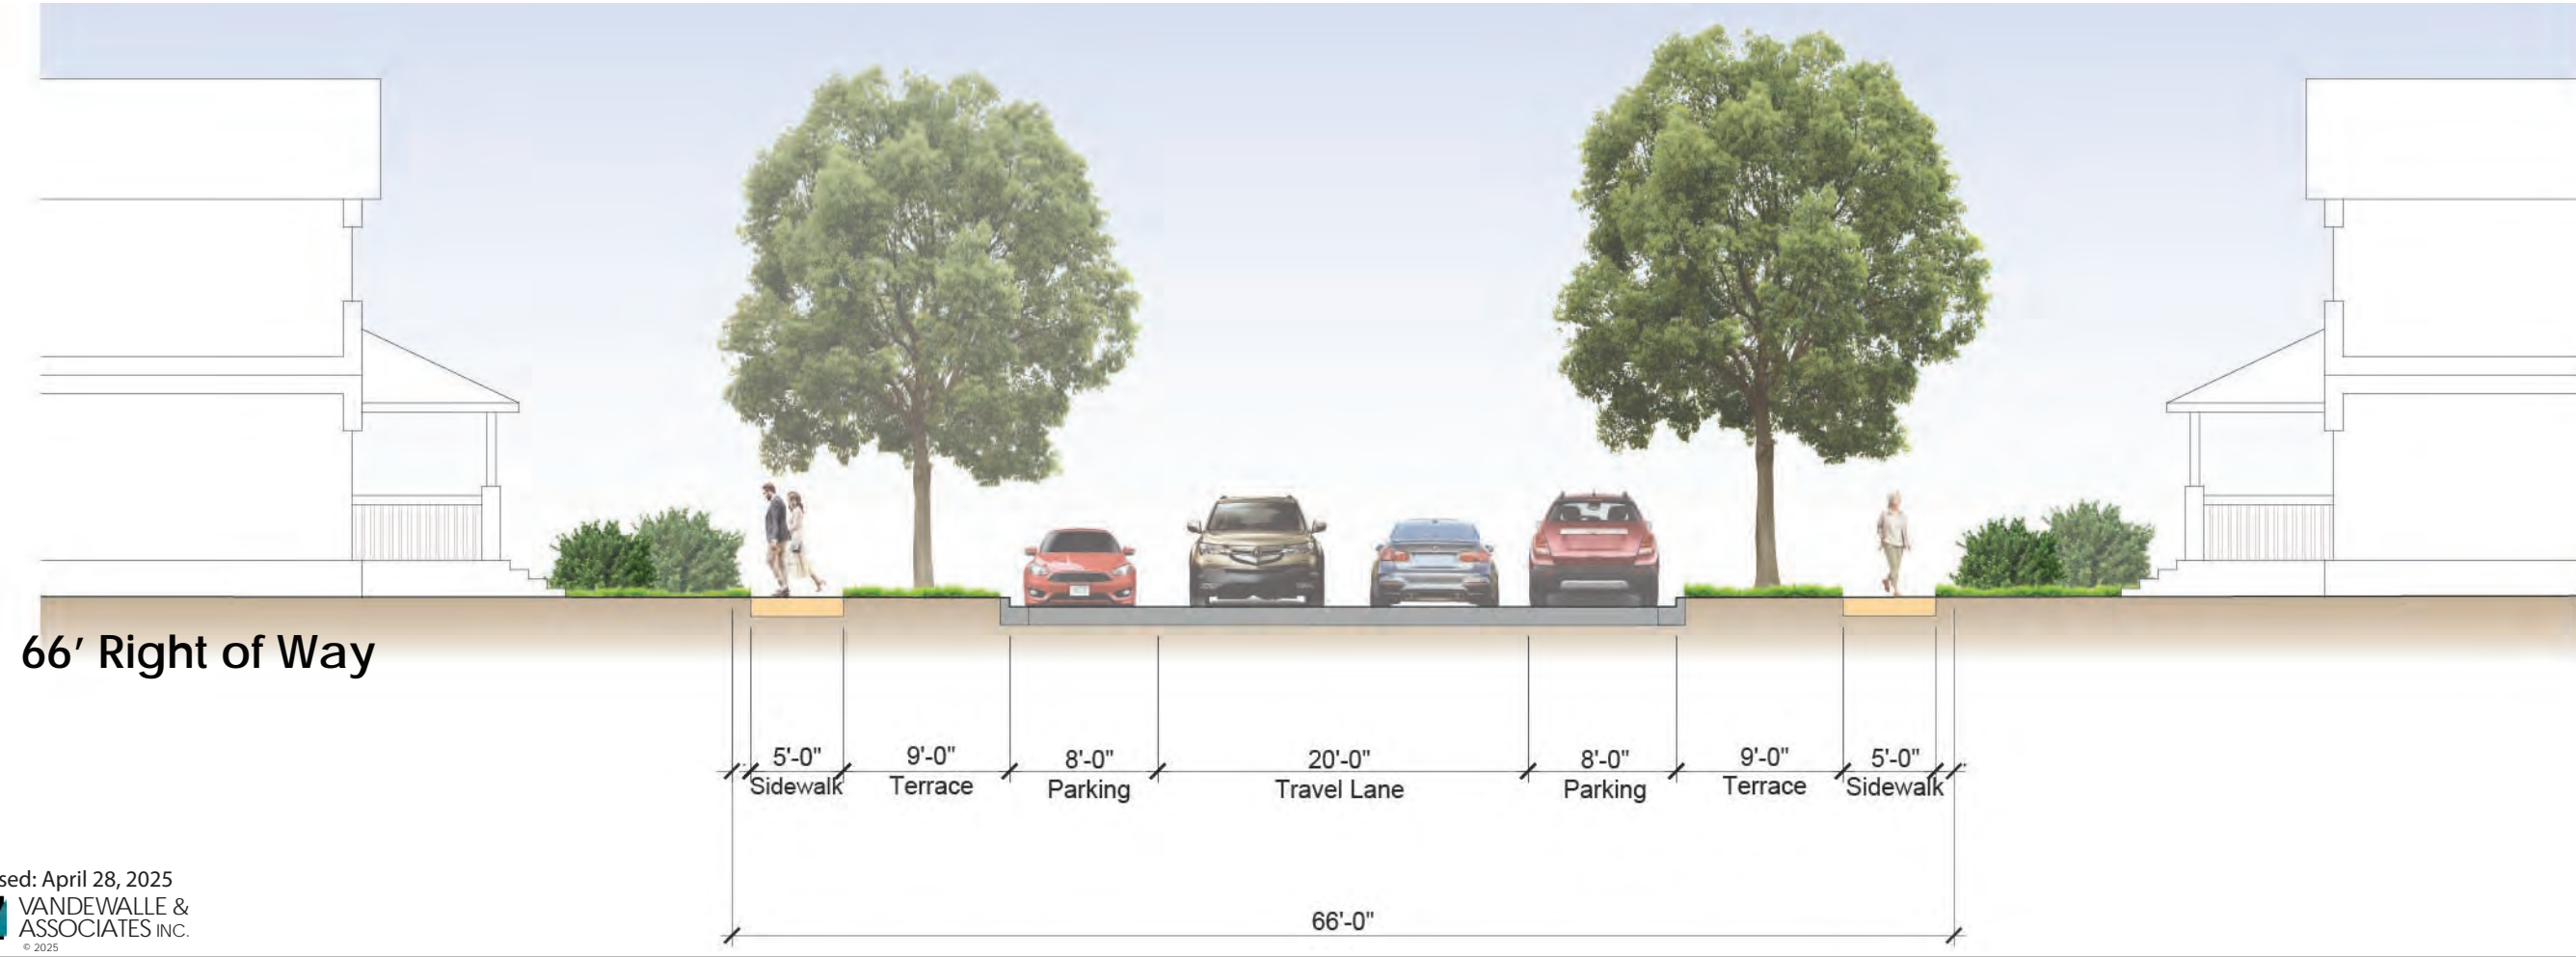 66' Right of Way
5'-0" 9'-0" 8'-0" 20'-0" 8'-0" 9'-0" 5'-0"
Sidewalk Terrace Parking Travel Lane Parking Terrace Sidewalk
66'-0"
sed: April 28, 2025
VANDEWALLE &
ASSOCIATES INC.
© 2025